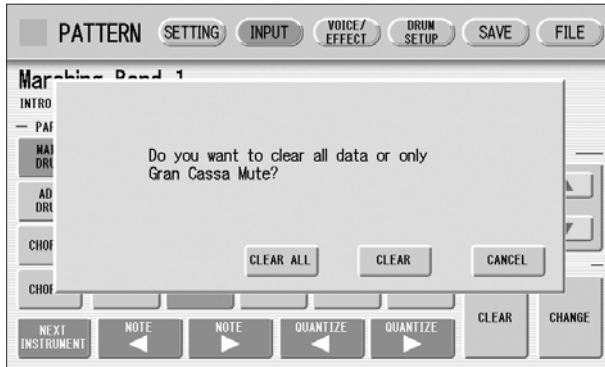 PATTERN SETTING INPUT VOICE/ EFFECT DRUM SETUP SAVE FILE
INTRO
Do you want to clear all data or only
Gran Cassa Mute?
CLEAR ALL CLEAR CANCEL
CLEAR CHANGE
NEXT INSTRUMENT NOTE NOTE QUANTIZE QUANTIZE